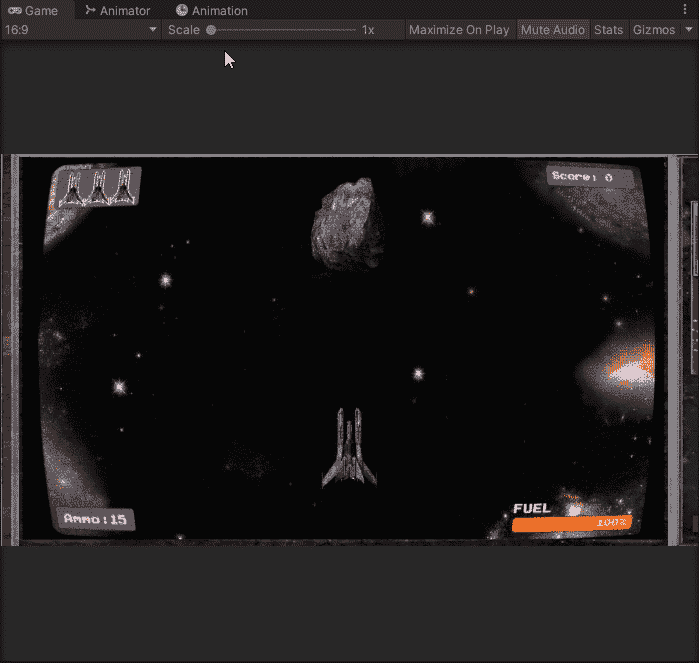 Game Animator Animation
16:9 Scale 1x Maximize On Play Mute Audio Stats Gizmos
Score: 0
Ammo:15
FUEL
100%